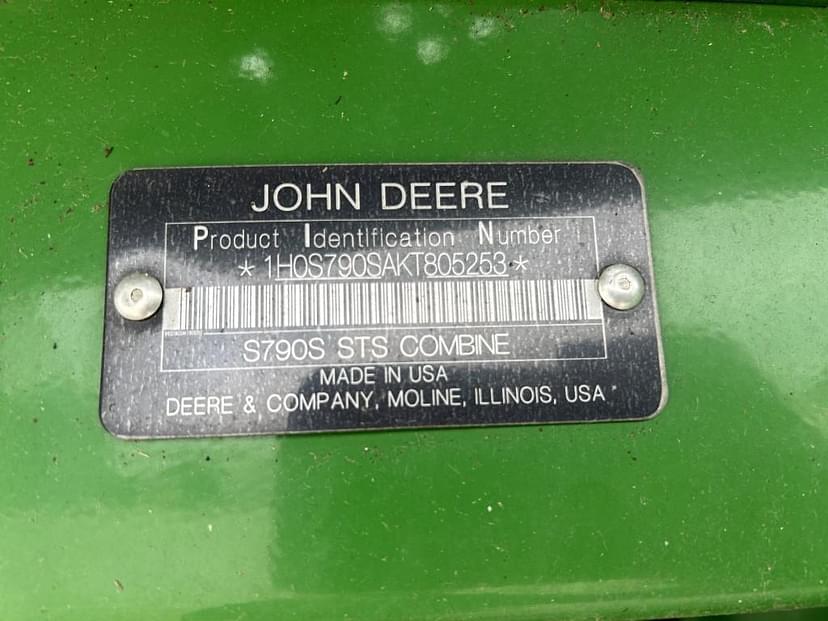 JOHN DEERE
Product Identification Number
*1H0S790SAKT805253*
S790S STS COMBINE
MADE IN USA
DEERE & COMPANY, MOLINE, ILLINOIS, USA